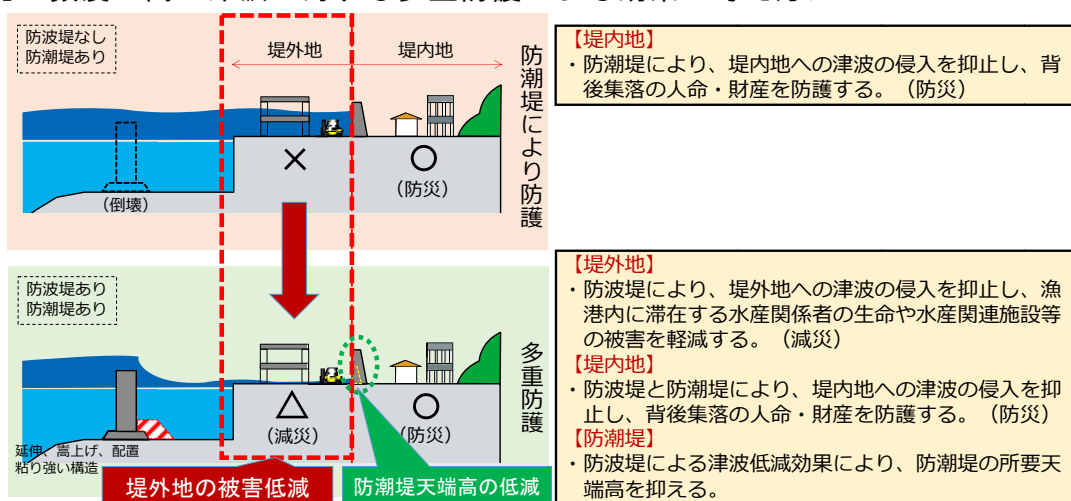 防波堤なし
防潮堤あり
堤外地
堤内地
防潮堤により防護
×
○
(防災)
(倒壊)
【堤内地】
・防潮堤により、堤内地への津波の侵入を抑止し、背
後集落の人命・財産を防護する。（防災）
防波堤あり
防潮堤あり
多重防護
△
(減災)
○
(防災)
延伸、嵩上げ、配置
粘り強い構造
堤外地の被害低減
防潮堤天端高の低減
【堤外地】
・防波堤により、堤外地への津波の侵入を抑止し、漁
港内に滞在する水産関係者の生命や水産関連施設等
の被害を軽減する。（減災）
【堤内地】
・防波堤と防潮堤により、堤内地への津波の侵入を抑
止し、背後集落の人命・財産を防護する。（防災）
【防潮堤】
・防波堤による津波低減効果により、防潮堤の所要天
端高を抑える。